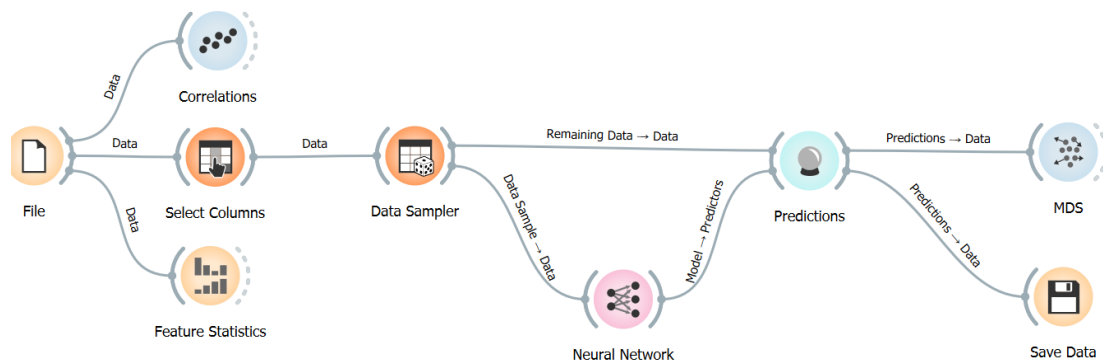 Data
Correlations
Data
Data
Remaining Data → Data
Predictions → Data
File
Select Columns
Data Sampler
Predictions
MDS
Data
Data Sample → Data
Model → Predictors
Predictions → Data
Feature Statistics
Neural Network
Save Data